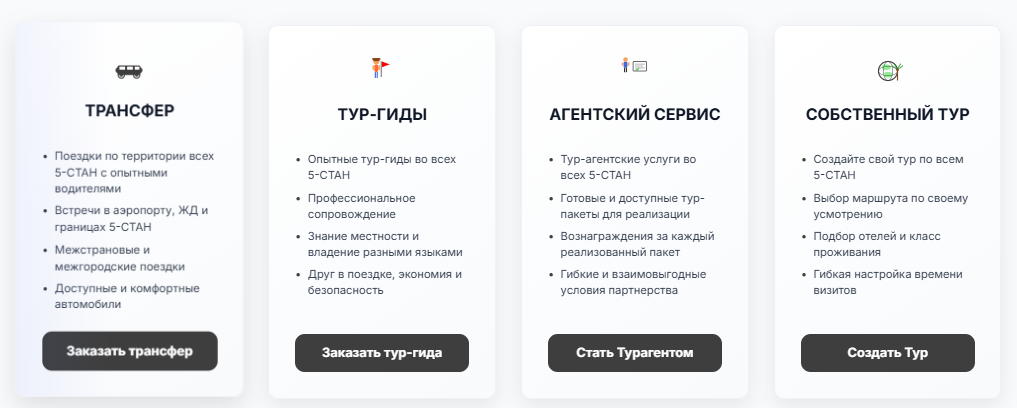 ТРАНСФЕР
• Поездки по территории всех
5-СТАН с опытными
водителями
• Встречи в аэропорту, ЖД и
границах 5-СТАН
• Межстрановые и
межгородские поездки
• Доступные и комфортные
автомобили
Заказать трансфер
ТУР-ГИДЫ
• Опытные тур-гиды во всех
5-СТАН
• Профессиональное
сопровождение
• Знание местности и
владение разными языками
• Друг в поездке, экономия и
безопасность
Заказать тур-гида
АГЕНТСКИЙ СЕРВИС
• Тур-агентские услуги во
всех 5-СТАН
• Готовые и доступные тур-
пакеты для реализации
• Вознаграждения за каждый
реализованный пакет
• Гибкие и взаимовыгодные
условия партнерства
Стать Турагентом
СОБСТВЕННЫЙ ТУР
• Создайте свой тур по всем
5-СТАН
• Выбор маршрута по своему
усмотрению
• Подбор отелей и класс
проживания
• Гибкая настройка времени
визитов
Создать Тур